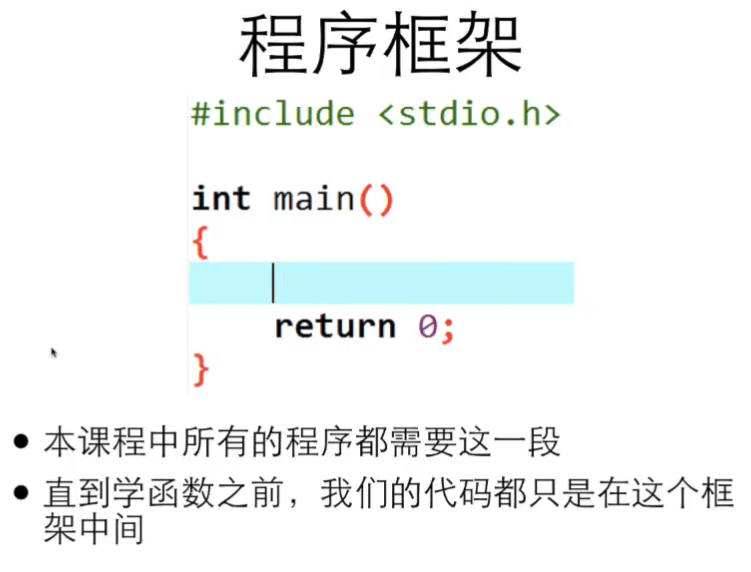 程序框架
#include <stdio.h>
int main()
{
return 0;
}
● 本课程中所有的程序都需要这一段
● 直到学函数之前，我们的代码都只是在这个框
架中间